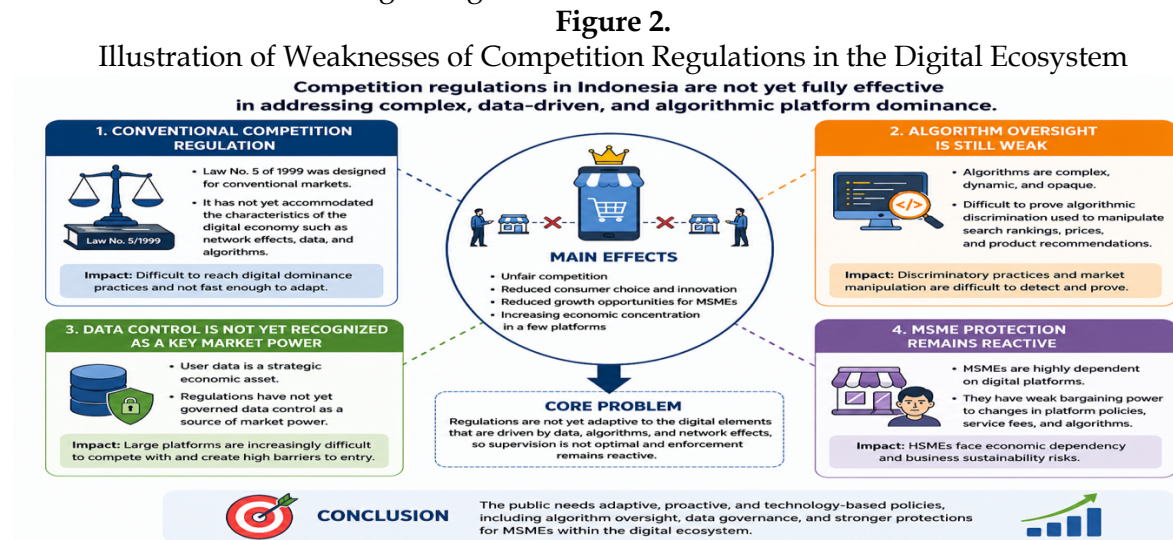 Figure 2.
Illustration of Weaknesses of Competition Regulations in the Digital Ecosystem
Competition regulations in Indonesia are not yet fully effective
in addressing complex, data-driven, and algorithmic platform dominance.
1. CONVENTIONAL COMPETITION
REGULATION
• Law No. 5 of 1999 was designed
for conventional markets.
• It has not yet accommodated
the characteristics of the
digital economy such as
network effects, data, and
algorithms.
Law No. 5/1999
Impact: Difficult to reach digital dominance
practices and not fast enough to adapt.
2. ALGORITHM OVERSIGHT
IS STILL WEAK
• Algorithms are complex,
dynamic, and opaque.
• Difficult to prove algorithmic
discrimination used to manipulate
search rankings, prices,
and product recommendations.
</>
Impact: Discriminatory practices and market
manipulation are difficult to detect and prove.
MAIN EFFECTS
• Unfair competition
• Reduced consumer choice and innovation
• Reduced growth opportunities for MSMEs
• Increasing economic concentration
in a few platforms
3. DATA CONTROL IS NOT YET RECOGNIZED
AS A KEY MARKET POWER
• User data is a strategic
economic asset.
• Regulations have not yet
governed data control as a
source of market power.
Impact: Large platforms are increasingly difficult
to compete with and create high barriers to entry.
CORE PROBLEM
Regulations are not yet adaptive to the digital elements
that are driven by data, algorithms, and network effects,
so supervision is not optimal and enforcement
remains reactive.
4. MSME PROTECTION
REMAINS REACTIVE
• MSMEs are highly dependent
on digital platforms.
• They have weak bargaining power
to changes in platform policies,
service fees, and algorithms.
Impact: HSMEs face economic dependency
and business sustainability risks.
CONCLUSION
The public needs adaptive, proactive, and technology-based policies,
including algorithm oversight, data governance, and stronger protections
for MSMEs within the digital ecosystem.